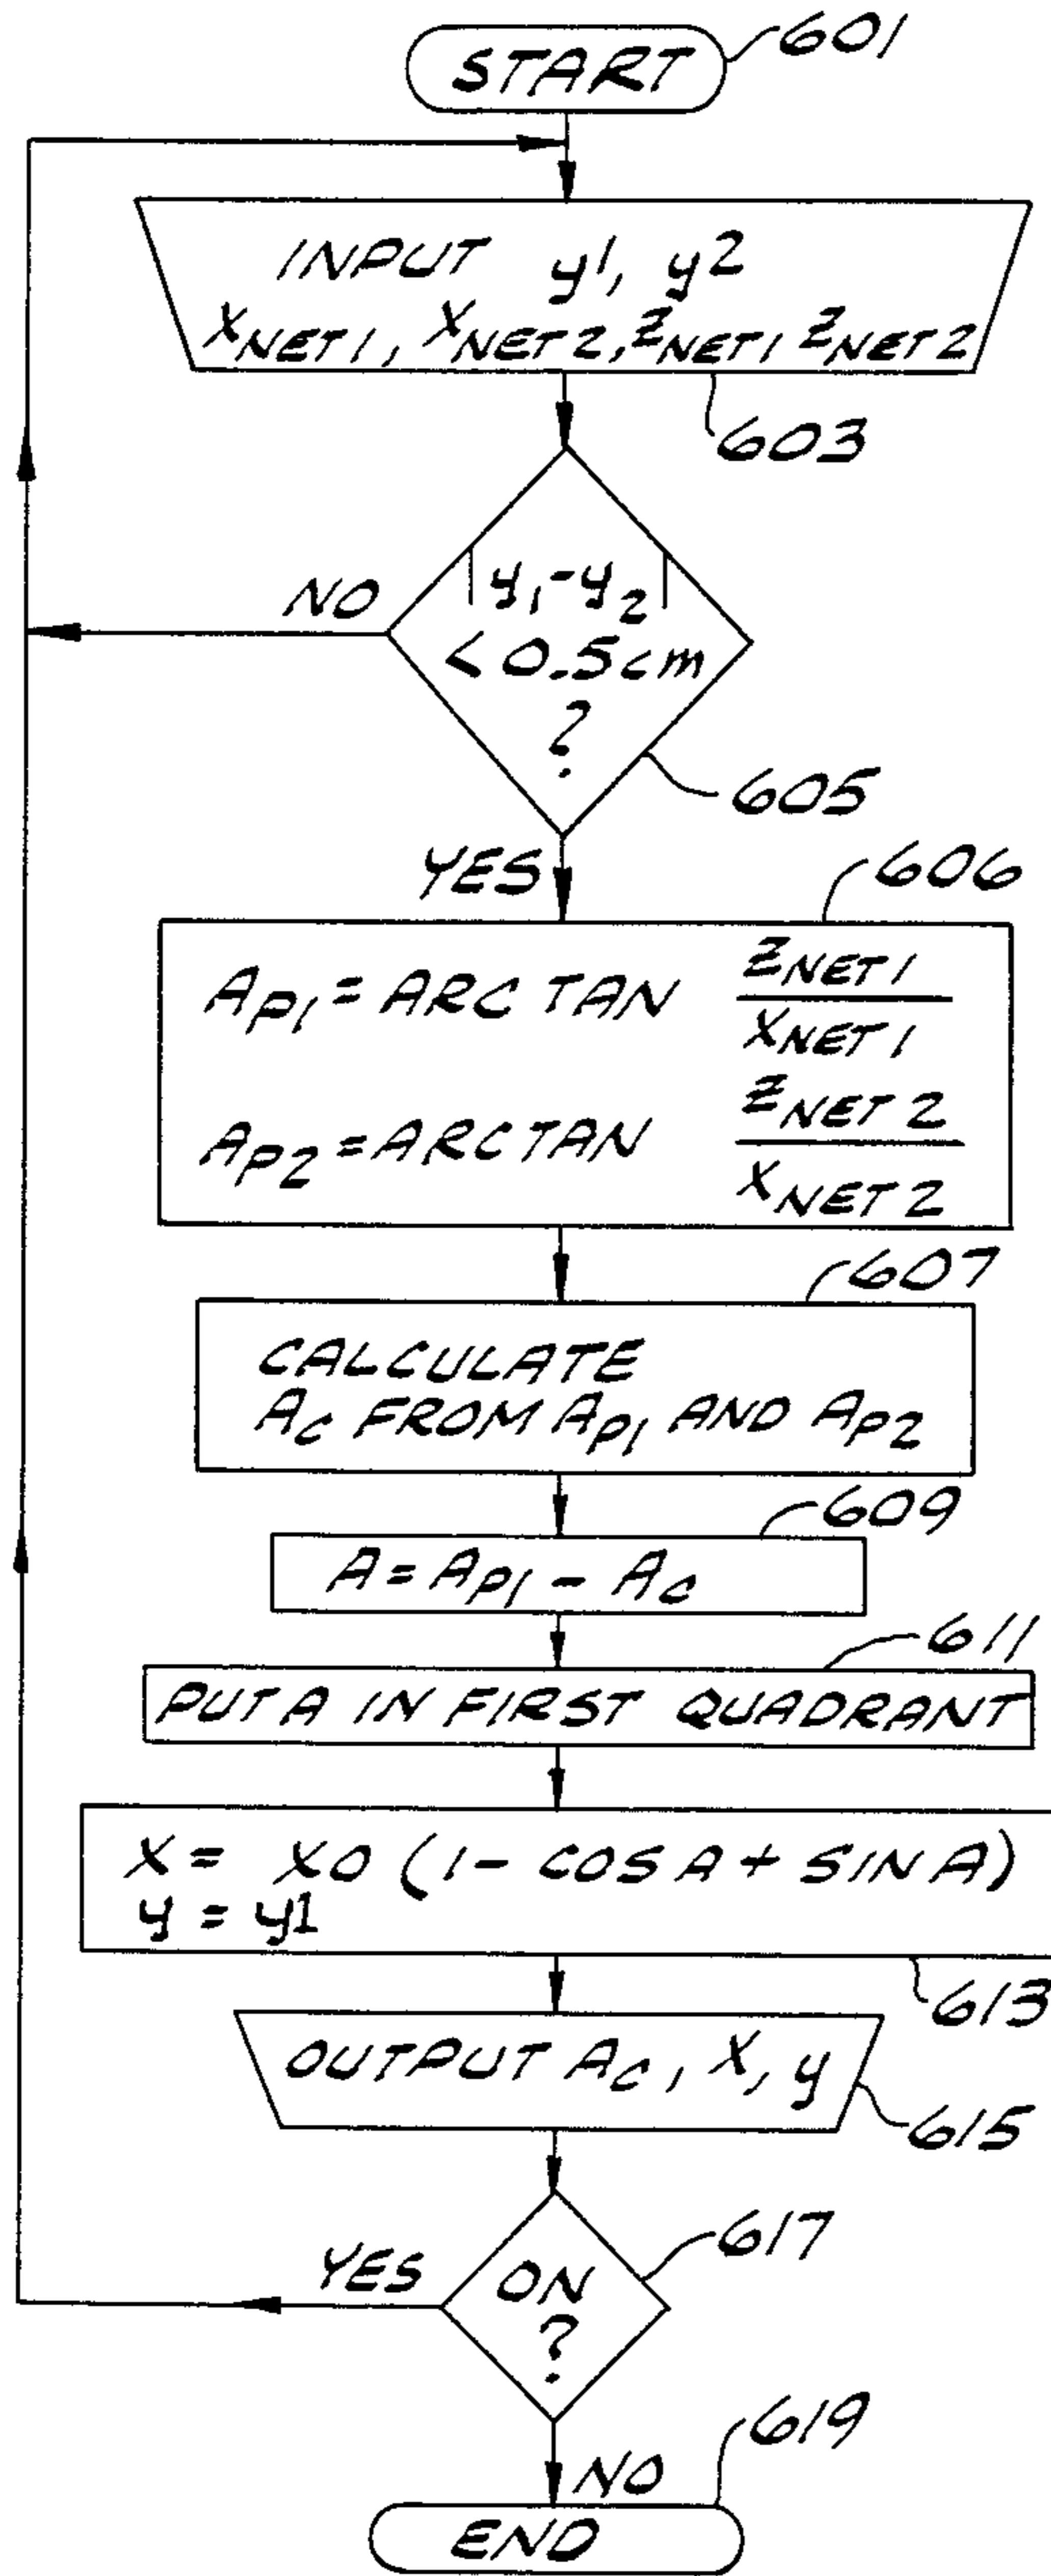 START
601
INPUT y1, y2
XNET1, XNET2, ZNET1 ZNET2
603
|y1-y2|
<0.5cm
?
NO
605
YES
606
AP1 = ARC TAN ZNET1
XNET1
AP2 = ARC TAN ZNET2
XNET2
607
CALCULATE
AC FROM AP1 AND AP2
609
A = AP1 - AC
611
PUT A IN FIRST QUADRANT
X = XO (1- COS A + SIN A)
y = y1
613
OUTPUT AC, X, y
615
617
ON
?
YES
NO
619
END